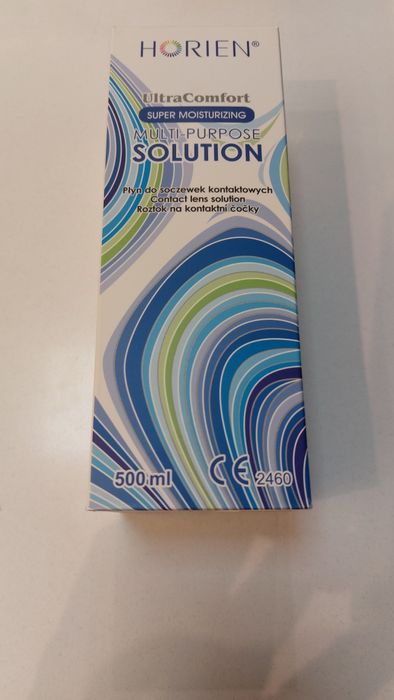 HORIEN®
UltraComfort
SUPER MOISTURIZING
MULTI-PURPOSE
SOLUTION
Płyn do soczewek kontaktowych
Contact lens solution
Roztok na kontaktní čočky
500 ml CE 2460